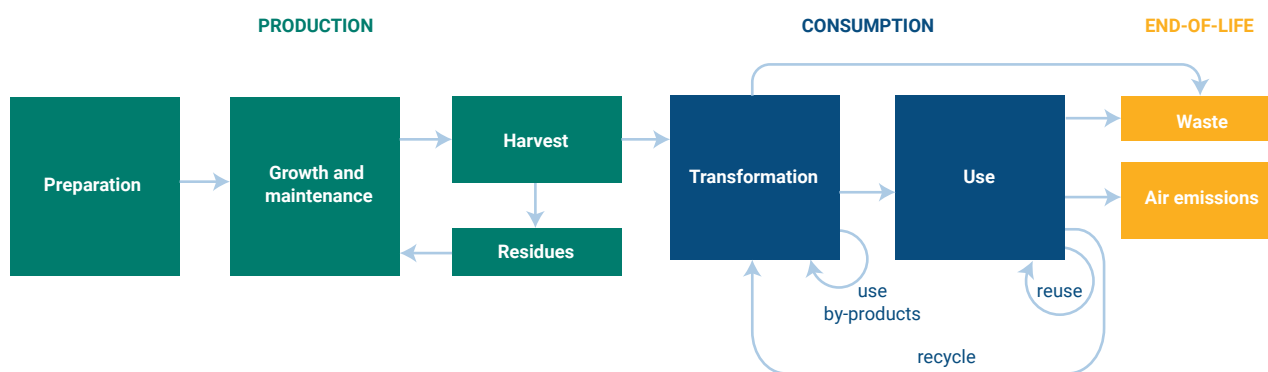 PRODUCTION
CONSUMPTION
END-OF-LIFE
Preparation
Growth and
maintenance
Harvest
Residues
Transformation
Use
Waste
Air emissions
use
by-products
reuse
recycle